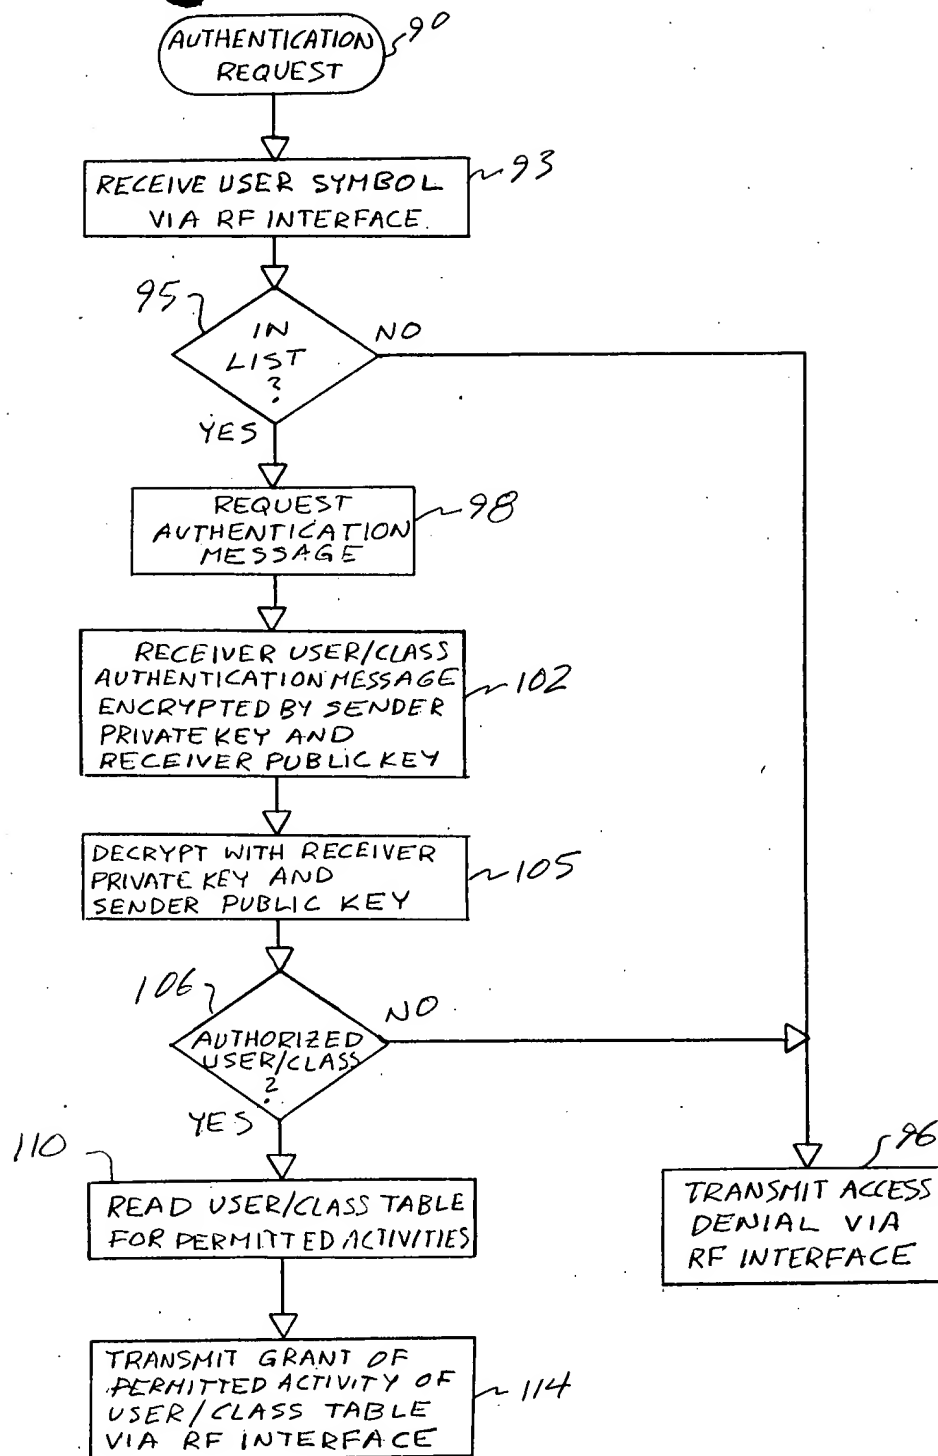 AUTHENTICATION
REQUEST
90
RECEIVE USER SYMBOL
VIA RF INTERFACE.
93
95
IN
LIST
?
NO
YES
REQUEST
AUTHENTICATION
MESSAGE
98
RECEIVER USER/CLASS
AUTHENTICATION MESSAGE
ENCRYPTED BY SENDER
PRIVATE KEY AND
RECEIVER PUBLIC KEY
102
DECRYPT WITH RECEIVER
PRIVATE KEY AND
SENDER PUBLIC KEY
105
106
AUTHORIZED
USER/CLASS
?
NO
YES
110
READ USER/CLASS TABLE
FOR PERMITTED ACTIVITIES
96
TRANSMIT ACCESS
DENIAL VIA
RF INTERFACE
TRANSMIT GRANT OF
PERMITTED ACTIVITY OF
USER/CLASS TABLE
VIA RF INTERFACE
114